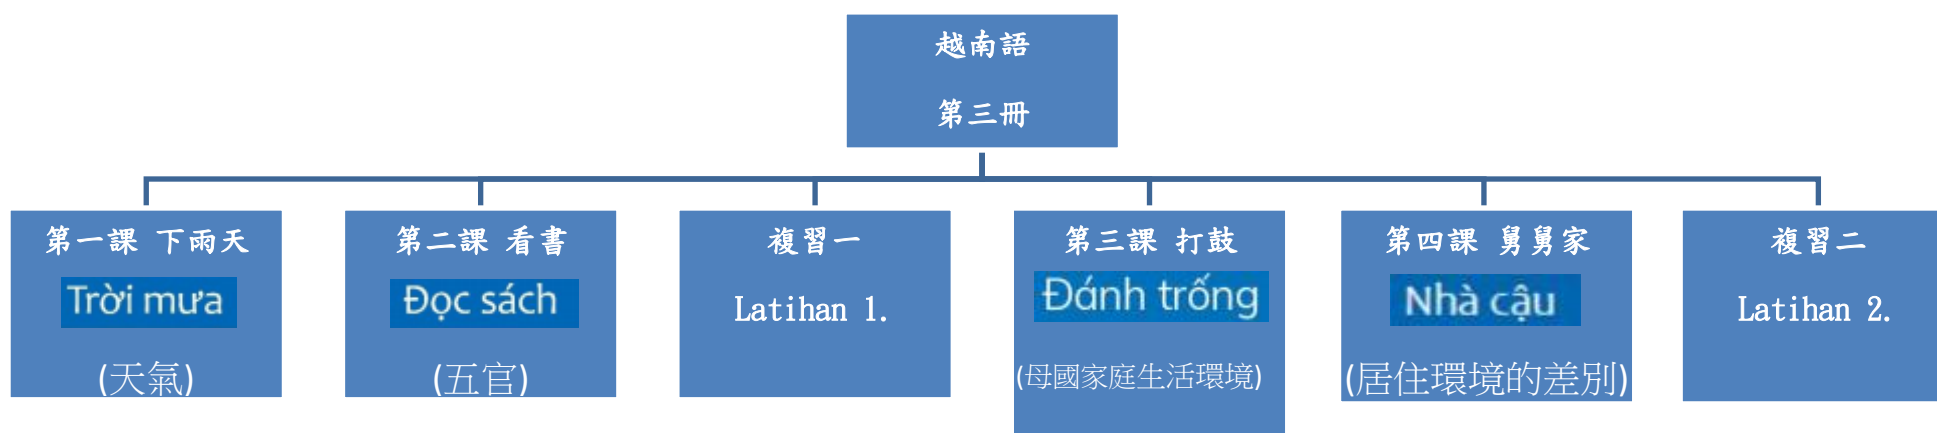 越南語
第三冊
第一課 下雨天
Trời mưa
(天氣)
第二課 看書
Đọc sách
(五官)
複習一
Latihan 1.
第三課 打鼓
Đánh trống
(母國家庭生活環境)
第四課 舅舅家
Nhà cậu
(居住環境的差別)
複習二
Latihan 2.